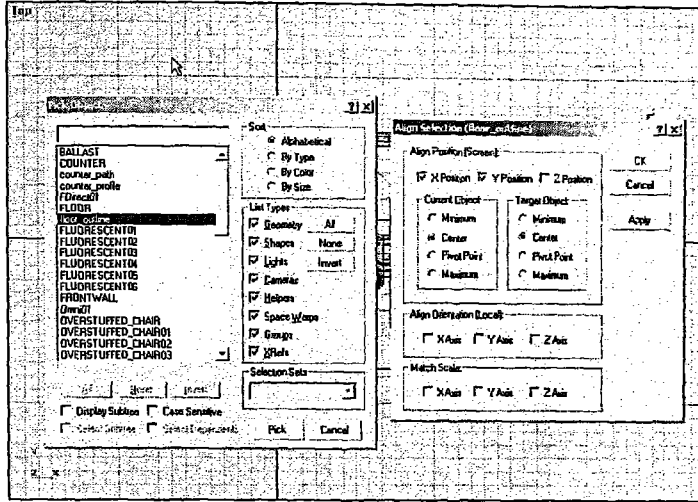 Top
Pick Object
? X
Sort
Alphabetical
By Type
By Color
By Size
BALLAST
COUNTER
counter_path
counter_profile
FDirect01
FLOOR
floor_outline
FLUORESCENT01
FLUORESCENT02
FLUORESCENT03
FLUORESCENT04
FLUORESCENT05
FLUORESCENT06
FRONTWALL
Omni01
OVERSTUFFED_CHAIR
OVERSTUFFED_CHAIR01
OVERSTUFFED_CHAIR02
OVERSTUFFED_CHAIR03
List Types
Geometry All
Shapes None
Lights Invert
Cameras
Helpers
Space Warps
Groups
XRefs
Selection Sets
All None Invert
Display Subtree Case Sensitive
Select Subtree Select Dependents
Pick Cancel
Align Selection (floor_outline)
? X
Align Position (Screen):
X Position Y Position Z Position
Current Object: Target Object:
Minimum Minimum
Center Center
Pivot Point Pivot Point
Maximum Maximum
OK
Cancel
Apply
Align Orientation (Local):
X Axis Y Axis Z Axis
Match Scale:
X Axis Y Axis Z Axis
x